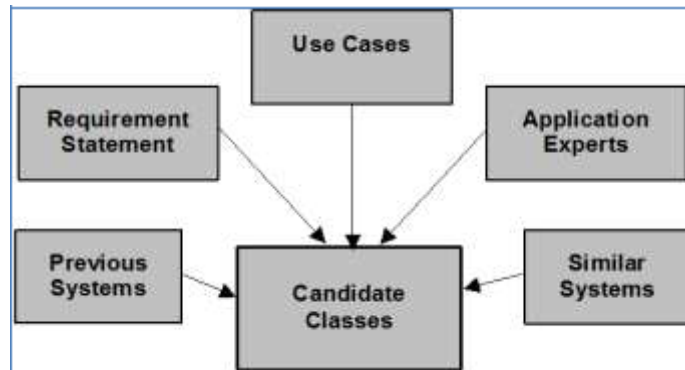 Use Cases
Requirement
Statement
Application
Experts
Previous
Systems
Candidate
Classes
Similar
Systems